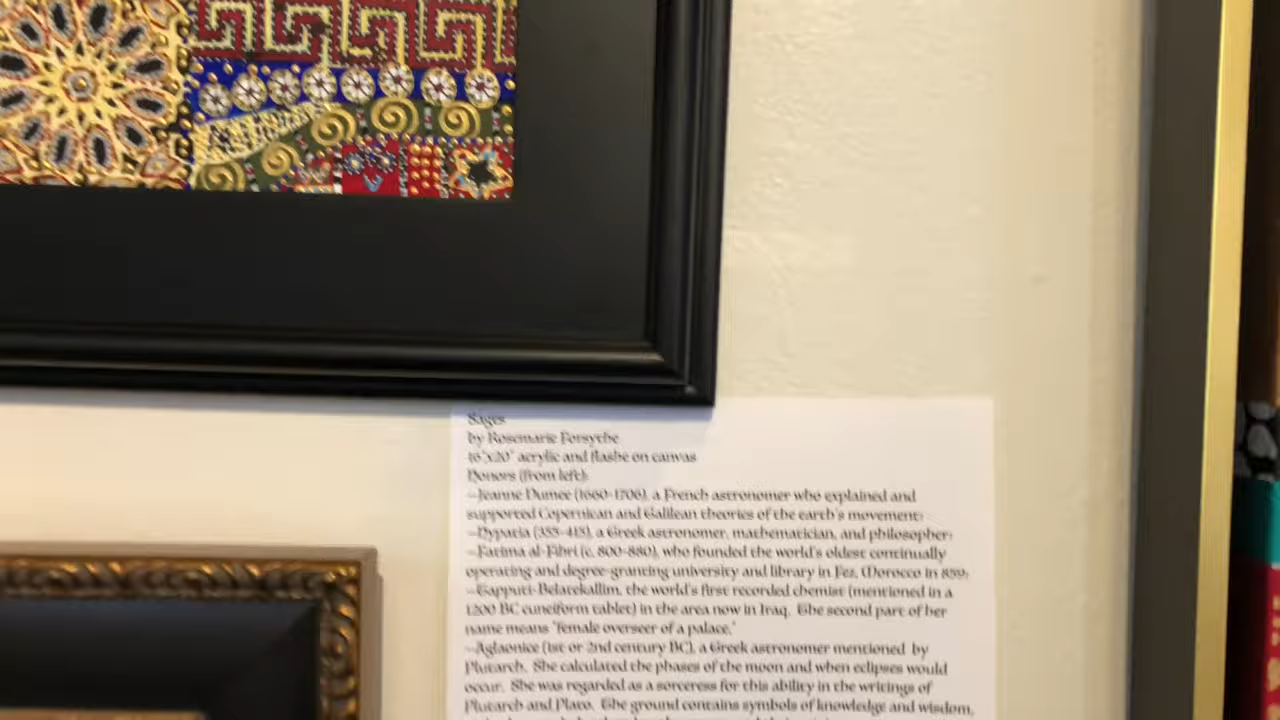 Sages
by Rosemarie Forsythe
16"x20" acrylic and flashe on canvas
Donors (from left):
--Jeanne Dumee (1660-1706), a French astronomer who explained and
supported Copernican and Galilean theories of the earth's movement;
--Hypatia (355-415), a Greek astronomer, mathematician, and philosopher;
--Fatima al-Fihri (c. 800-880), who founded the world's oldest continually
operating and degree-granting university and library in Fez, Morocco in 859;
--Tapputi-Belatekallim, the world's first recorded chemist (mentioned in a
1200 BC cuneiform tablet) in the area now in Iraq. The second part of her
name means "female overseer of a palace."
--Aglaonice (1st or 2nd century BC), a Greek astronomer mentioned by
Plutarch. She calculated the phases of the moon and when eclipses would
occur. She was regarded as a sorceress for this ability in the writings of
Plutarch and Plato. The ground contains symbols of knowledge and wisdom,